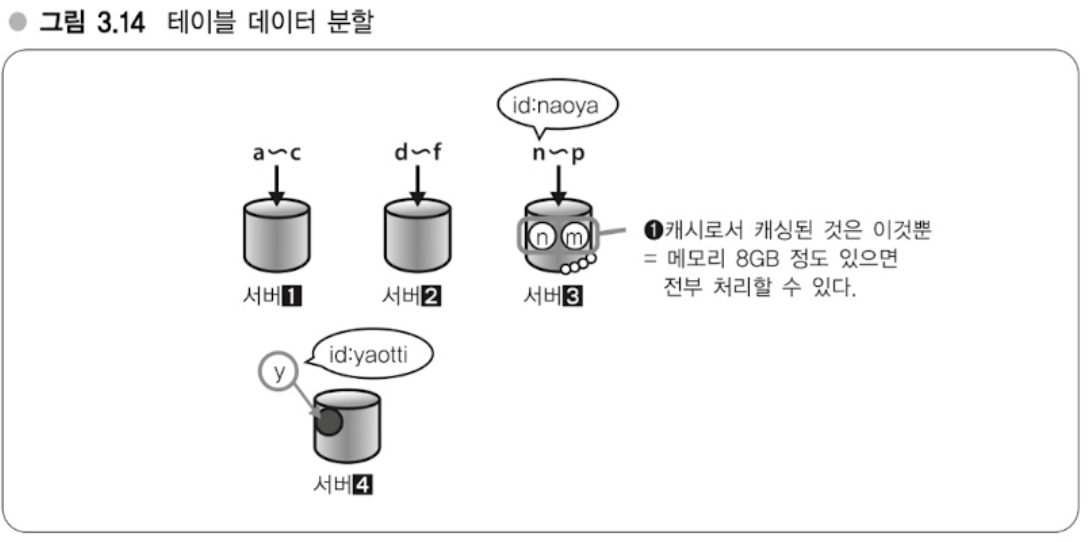 ● 그림 3.14 테이블 데이터 분할
id:naoya
a∽c
d∽f
n∽p
n m
❶캐시로서 캐싱된 것은 이것뿐
= 메모리 8GB 정도 있으면
전부 처리할 수 있다.
서버1
서버2
서버3
id:yaotti
y
서버4